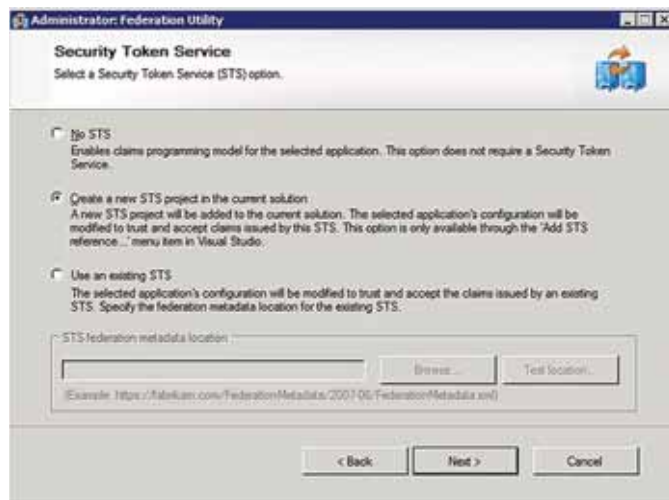 Administrator: Federation Utility
Security Token Service
Select a Security Token Service (STS) option.
No STS
Enables claims programming model for the selected application. This option does not require a Security Token
Service.
Create a new STS project in the current solution
A new STS project will be added to the current solution. The selected application's configuration will be
modified to trust and accept claims issued by this STS. This option is only available through the 'Add STS
reference...' menu item in Visual Studio.
Use an existing STS
The selected application's configuration will be modified to trust and accept the claims issued by an existing
STS. Specify the federation metadata location for the existing STS.
STS federation metadata location
Browse...
Test location...
(Example: https://fabrikam.com/FederationMetadata/2007-06/FederationMetadata.xml)
< Back
Next >
Cancel